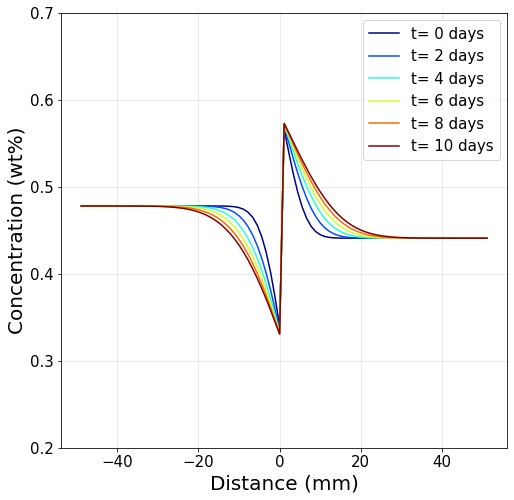 0.7
0.6
0.5
0.4
0.3
0.2
Concentration (wt%)
t= 0 days
t= 2 days
t= 4 days
t= 6 days
t= 8 days
t= 10 days
−40 −20 0 20 40
Distance (mm)